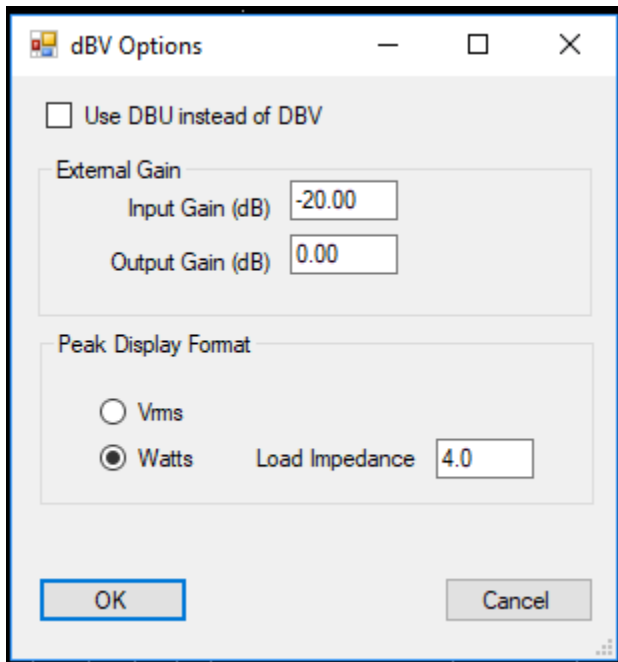 dBV Options
Use DBU instead of DBV
External Gain
Input Gain (dB) -20.00
Output Gain (dB) 0.00
Peak Display Format
Vrms
Watts Load Impedance 4.0
OK Cancel